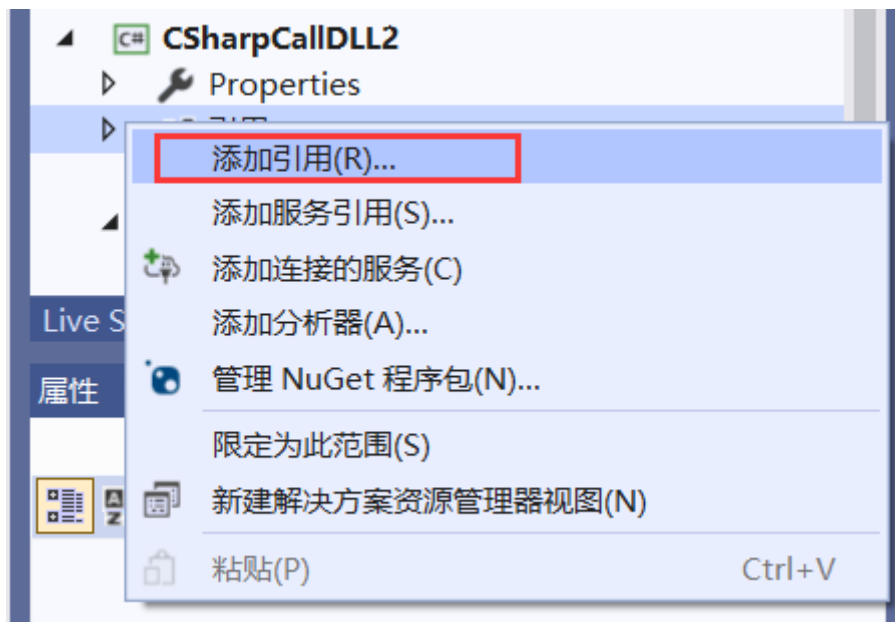 C# CSharpCallDLL2
Properties
添加引用(R)...
添加服务引用(S)...
添加连接的服务(C)
Live S
添加分析器(A)...
属性
管理 NuGet 程序包(N)...
限定为此范围(S)
新建解决方案资源管理器视图(N)
粘贴(P) Ctrl+V